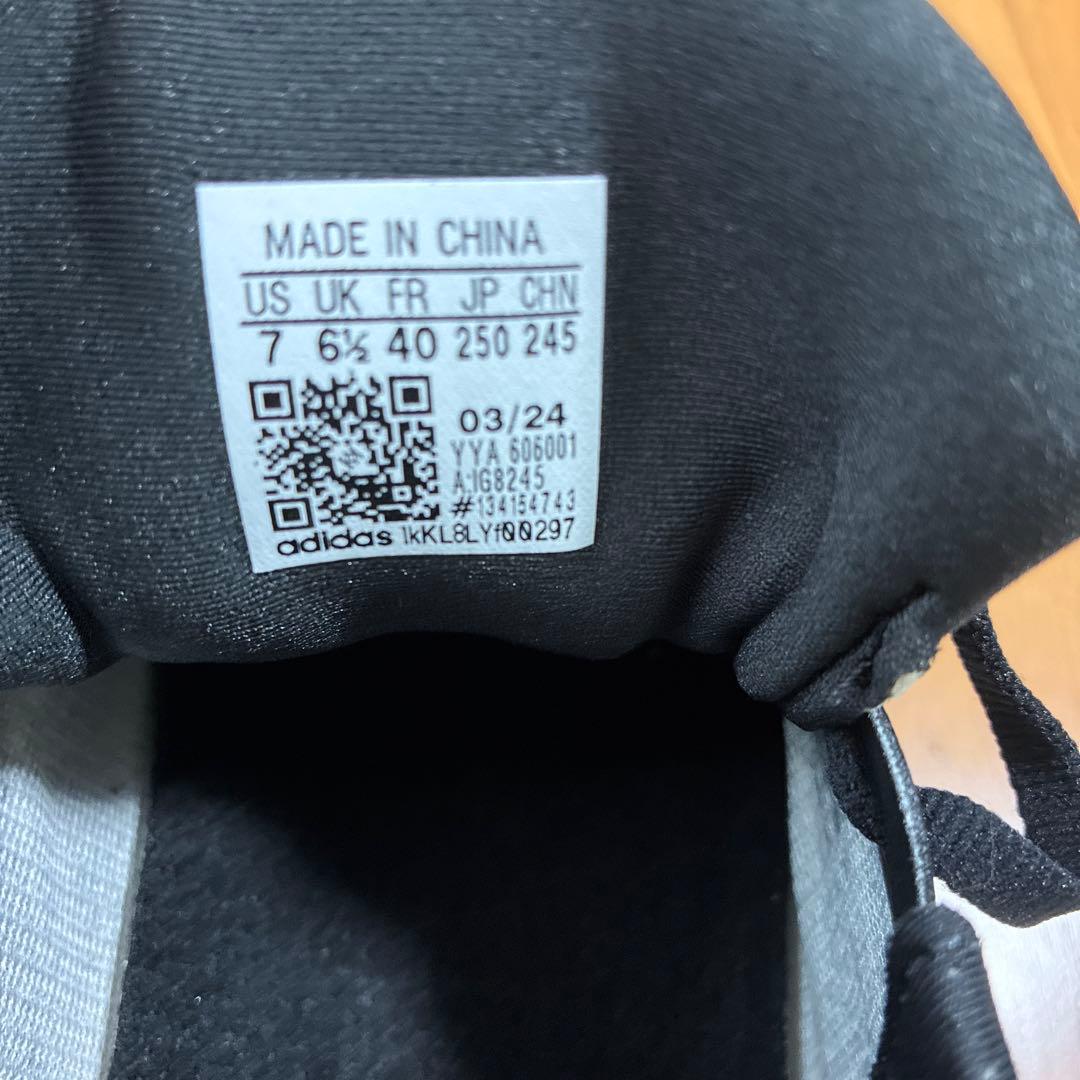 MADE IN CHINA
US UK FR JP CHN
7 6½ 40 250 245
03/24
YYA 606001
A:IG8245
#134154743
adidas 1kKL8LYf00297